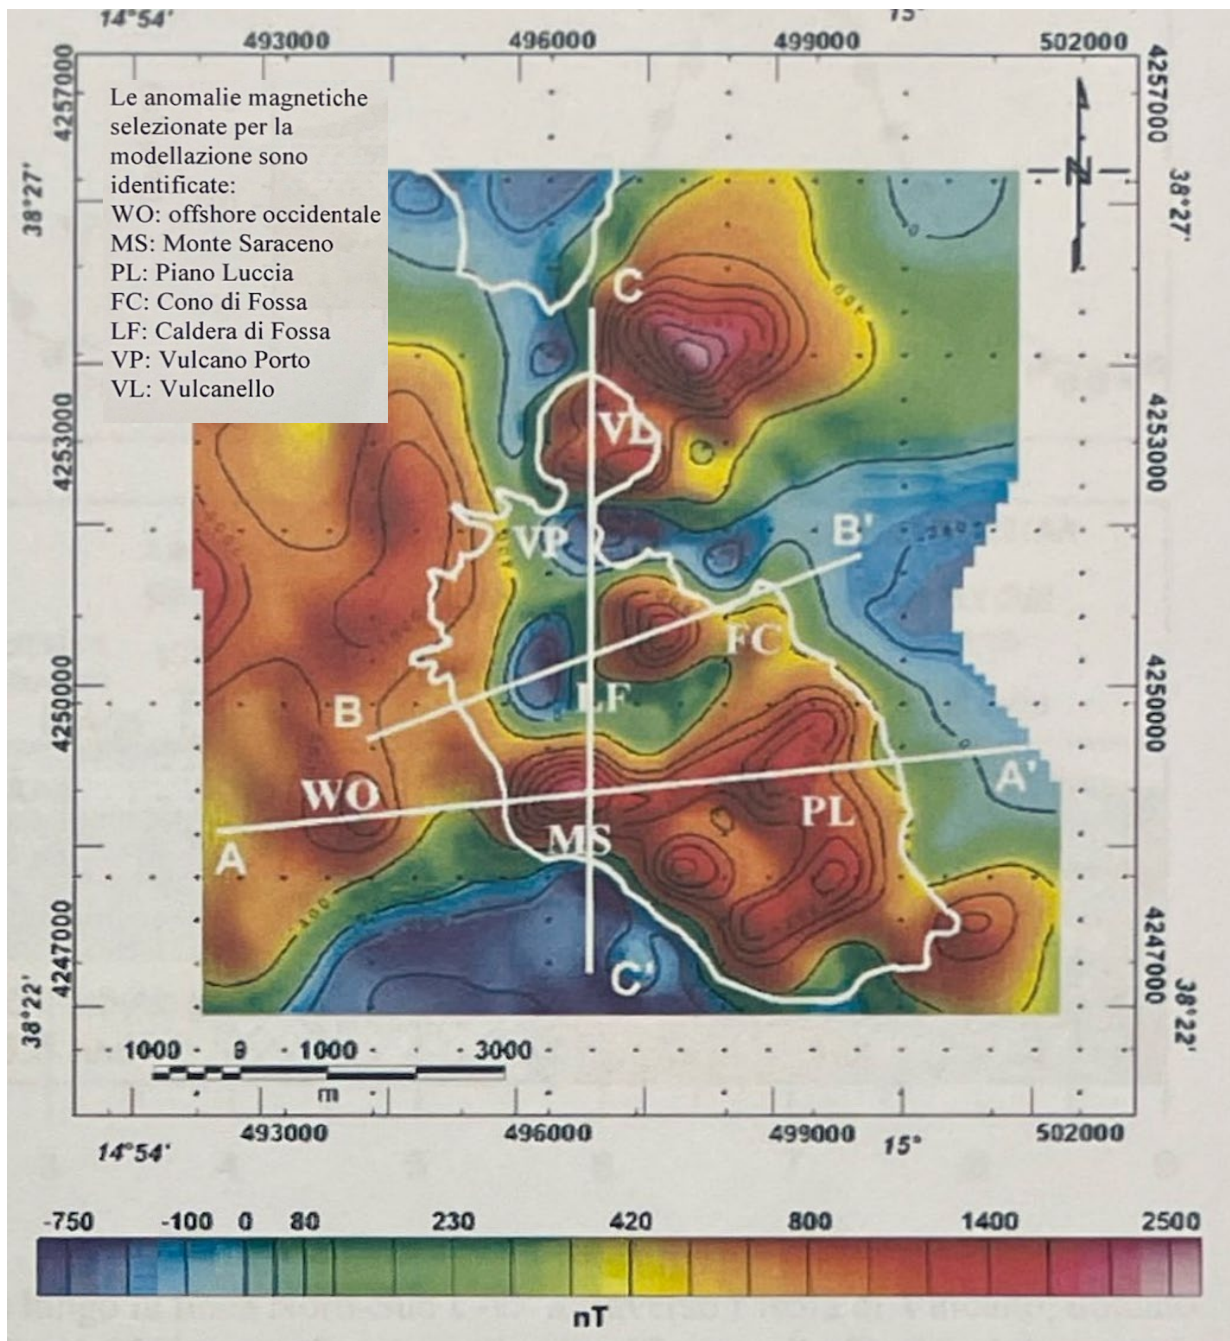 14°54' 15°
493000 496000 499000 502000
4257000
4257000
Le anomalie magnetiche
selezionate per la
modellazione sono
identificate:
WO: offshore occidentale
MS: Monte Saraceno
PL: Piano Luccia
FC: Cono di Fossa
LF: Caldera di Fossa
VP: Vulcano Porto
VL: Vulcanello
38°27'
N
38°27'
C
4253000
VL
4253000
VP
B'
FC
4250000
B
LF
4250000
WO
A'
PL
MS
A
4247000
C'
4247000
38°22'
38°22'
1000 0 1000 3000
m
493000 496000 499000 502000
14°54' 15°
-750 -100 0 80 230 420 800 1400 2500
nT